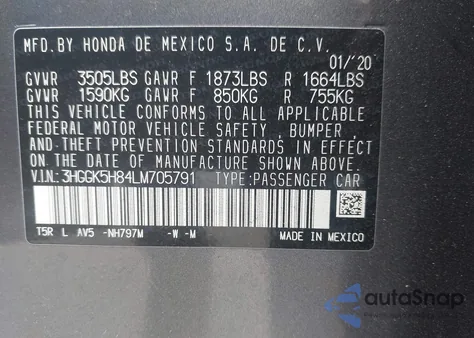 MFD.BY HONDA DE MEXICO S.A. DE C.V.
01/'20
GVWR 3505LBS GAWR F 1873LBS R 1664LBS
GVWR 1590KG GAWR F 850KG R 755KG
THIS VEHICLE CONFORMS TO ALL APPLICABLE
FEDERAL MOTOR VEHICLE SAFETY, BUMPER,
AND THEFT PREVENTION STANDARDS IN EFFECT
ON THE DATE OF MANUFACTURE SHOWN ABOVE.
V.I.N.: 3HGGK5H84LM705791 TYPE:PASSENGER CAR
T5R L AV5 -NH797M -W -M MADE IN MEXICO
autoSnap